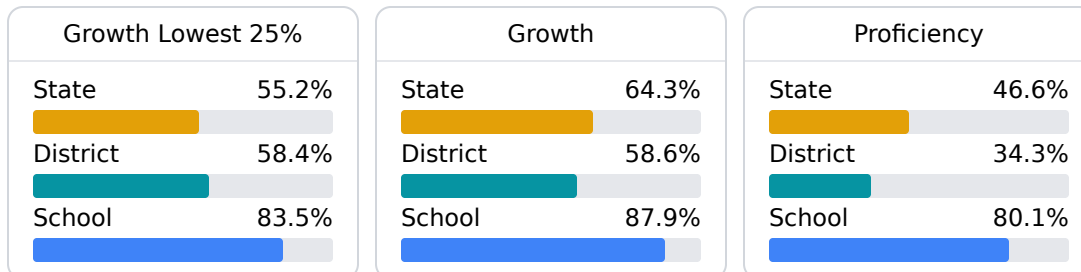 Growth Lowest 25%
State 55.2%
District 58.4%
School 83.5%
Growth
State 64.3%
District 58.6%
School 87.9%
Proficiency
State 46.6%
District 34.3%
School 80.1%